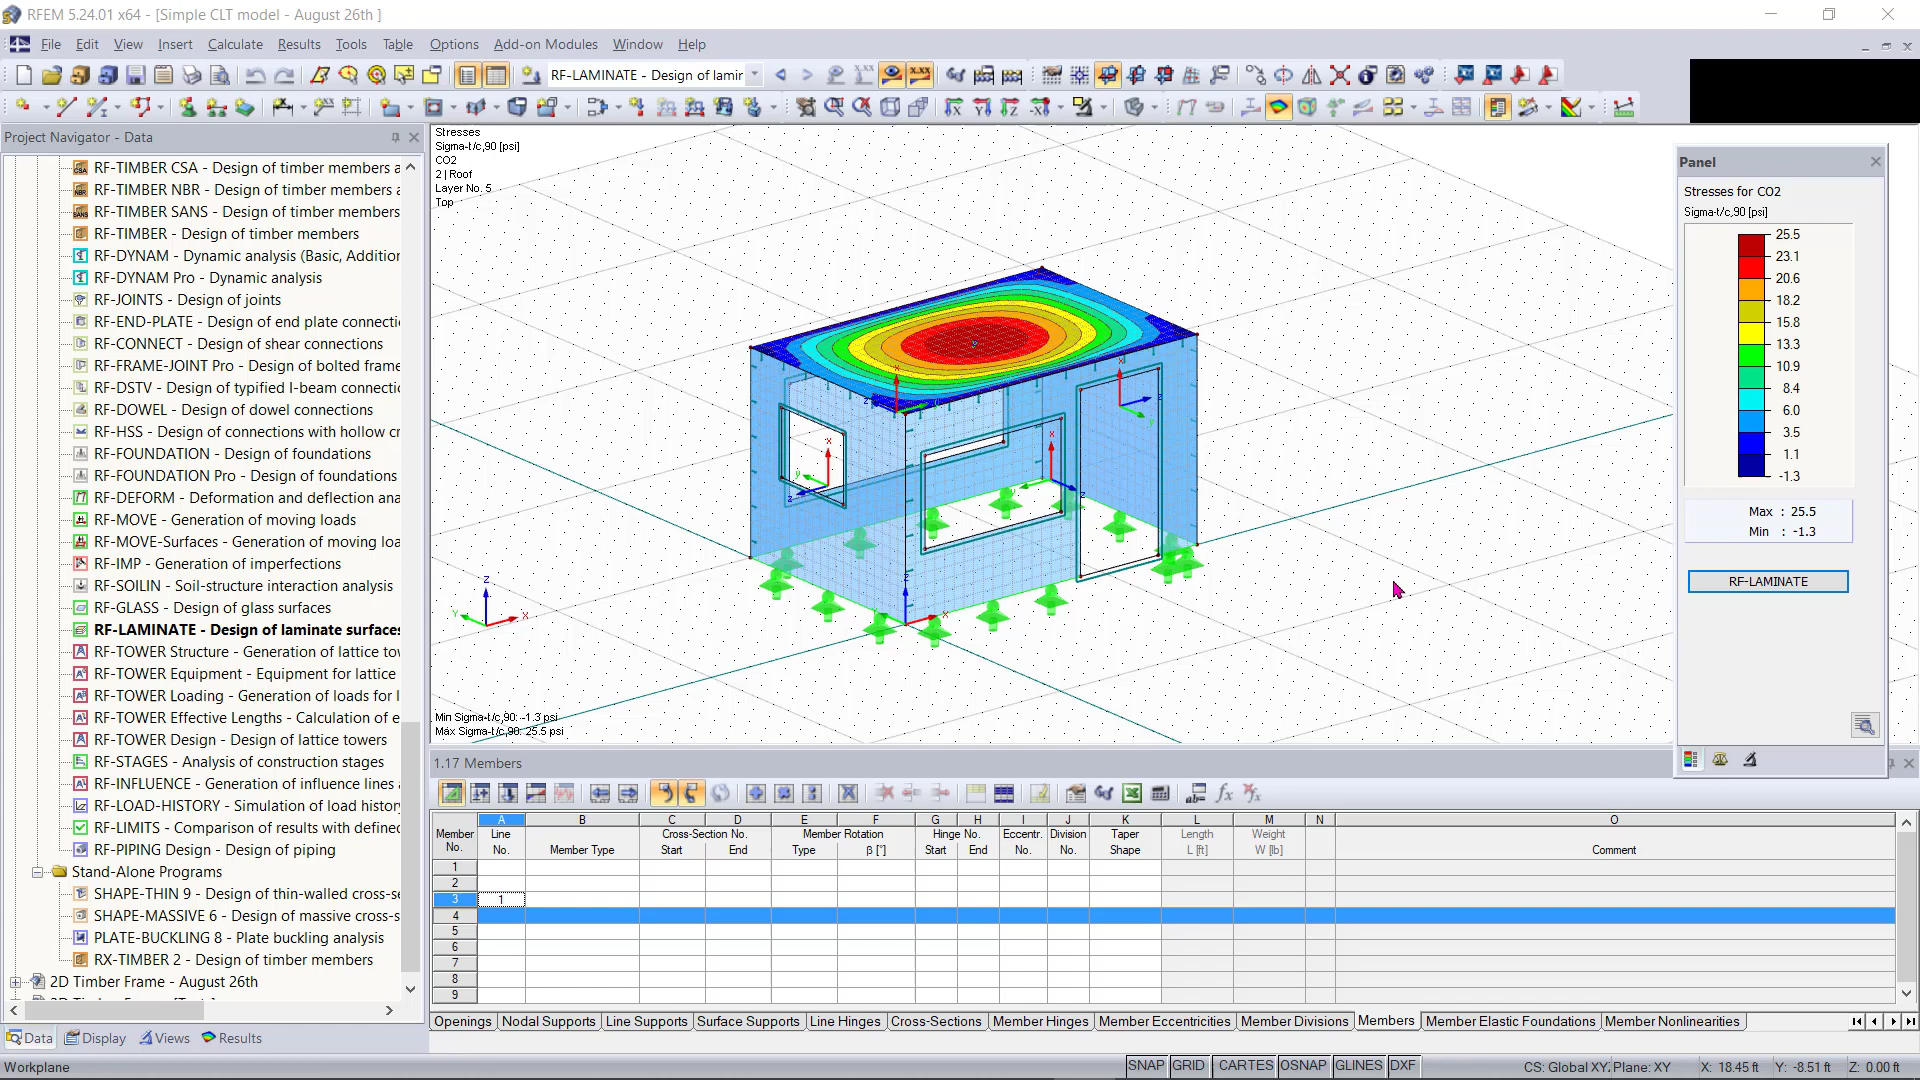 RFEM 5.24.01 x64 - [Simple CLT model - August 26th ]
File Edit View Insert Calculate Results Tools Table Options Add-on Modules Window Help
RF-LAMINATE - Design of lamir
Project Navigator - Data
RF-TIMBER CSA - Design of timber members a
RF-TIMBER NBR - Design of timber members a
RF-TIMBER SANS - Design of timber members
RF-TIMBER - Design of timber members
RF-DYNAM - Dynamic analysis (Basic, Addition
RF-DYNAM Pro - Dynamic analysis
RF-JOINTS - Design of joints
RF-END-PLATE - Design of end plate connectio
RF-CONNECT - Design of shear connections
RF-FRAME-JOINT Pro - Design of bolted frame
RF-DSTV - Design of typified I-beam connectio
RF-DOWEL - Design of dowel connections
RF-HSS - Design of connections with hollow cr
RF-FOUNDATION - Design of foundations
RF-FOUNDATION Pro - Design of foundations
RF-DEFORM - Deformation and deflection ana
RF-MOVE - Generation of moving loads
RF-MOVE-Surfaces - Generation of moving loa
RF-IMP - Generation of imperfections
RF-SOILIN - Soil-structure interaction analysis
RF-GLASS - Design of glass surfaces
RF-LAMINATE - Design of laminate surfaces
RF-TOWER Structure - Generation of lattice tow
RF-TOWER Equipment - Equipment for lattice
RF-TOWER Loading - Generation of loads for l
RF-TOWER Effective Lengths - Calculation of e
RF-TOWER Design - Design of lattice towers
RF-STAGES - Analysis of construction stages
RF-INFLUENCE - Generation of influence lines a
RF-LOAD-HISTORY - Simulation of load history
RF-LIMITS - Comparison of results with defined
RF-PIPING Design - Design of piping
Stand-Alone Programs
SHAPE-THIN 9 - Design of thin-walled cross-se
SHAPE-MASSIVE 6 - Design of massive cross-s
PLATE-BUCKLING 8 - Plate buckling analysis
RX-TIMBER 2 - Design of timber members
2D Timber Frame - August 26th
Data Display Views Results
Stresses
Sigma-t/c,90 [psi]
CO2
2 | Roof
Layer No. 5
Top
Min Sigma-t/c,90: -1.3 psi
Max Sigma-t/c,90: 25.5 psi
Panel
Stresses for CO2
Sigma-t/c,90 [psi]
25.5
23.1
20.6
18.2
15.8
13.3
10.9
8.4
6.0
3.5
1.1
-1.3
Max : 25.5
Min : -1.3
RF-LAMINATE
1.17 Members
A B C D E F G H I J K L M N O
Member Line Cross-Section No. Member Rotation Hinge No. Eccentr. Division Taper Length Weight
No. No. Member Type Start End Type β [°] Start End No. No. Shape L [ft] W [lb] Comment
1
2
3 1
4
5
6
7
8
9
Openings Nodal Supports Line Supports Surface Supports Line Hinges Cross-Sections Member Hinges Member Eccentricities Member Divisions Members Member Elastic Foundations Member Nonlinearities
Workplane SNAP GRID CARTES OSNAP GLINES DXF CS: Global XYZ Plane: XY X: 18.45 ft Y: -8.51 ft Z: 0.00 ft